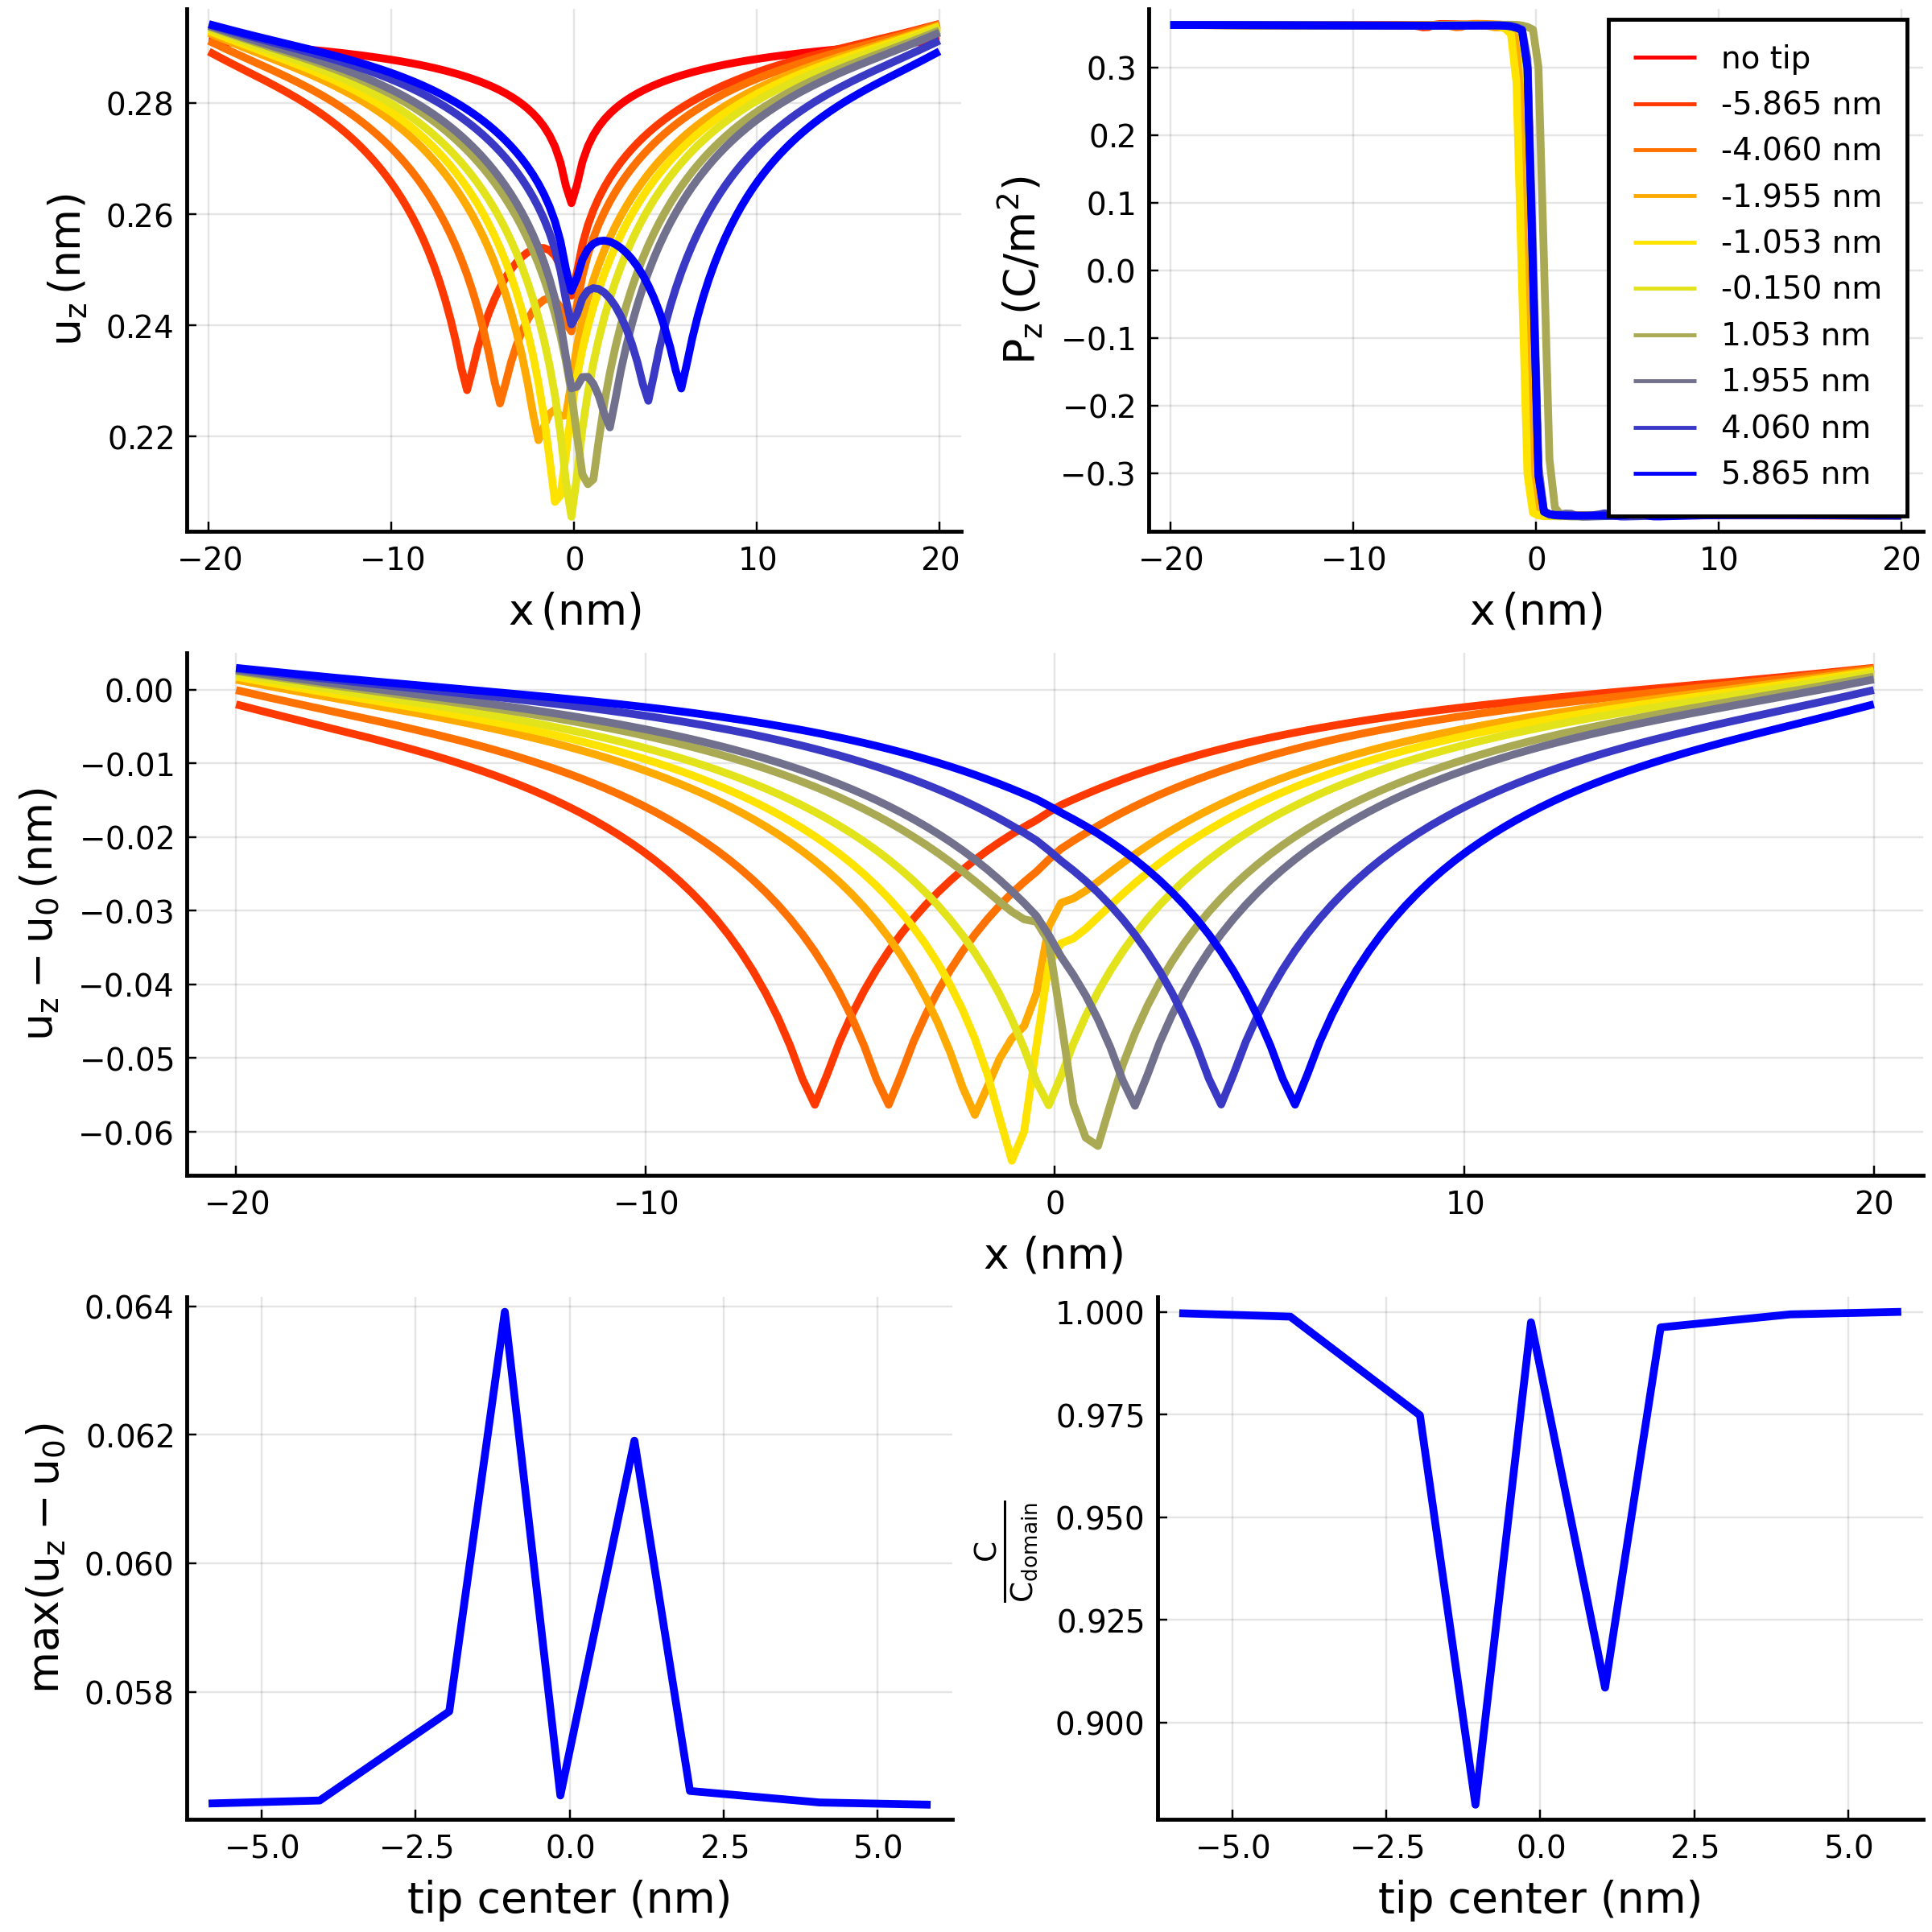 u_z (nm)
0.28
0.26
0.24
0.22
−20
−10
0
10
20
x (nm)
P_z (C/m²)
0.3
0.2
0.1
0.0
−0.1
−0.2
−0.3
−20
−10
0
10
20
x (nm)
no tip
-5.865 nm
-4.060 nm
-1.955 nm
-1.053 nm
-0.150 nm
1.053 nm
1.955 nm
4.060 nm
5.865 nm
u_z − u_0 (nm)
0.00
−0.01
−0.02
−0.03
−0.04
−0.05
−0.06
−20
−10
0
10
20
x (nm)
max(u_z − u_0)
0.064
0.062
0.060
0.058
−5.0
−2.5
0.0
2.5
5.0
tip center (nm)
C
C_domain
1.000
0.975
0.950
0.925
0.900
−5.0
−2.5
0.0
2.5
5.0
tip center (nm)